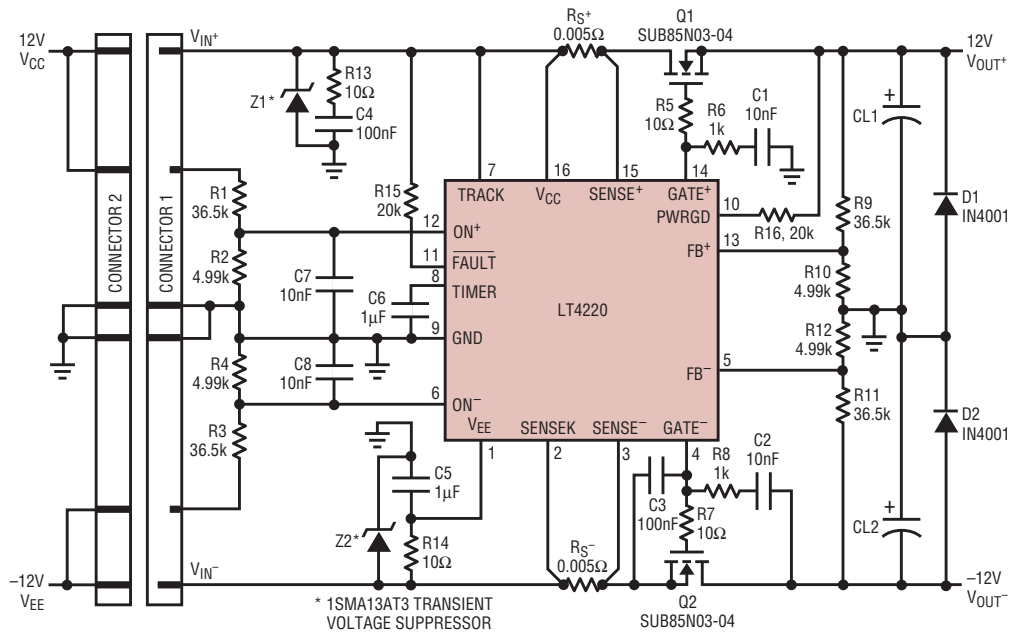 12V
VCC
CONNECTOR 2
CONNECTOR 1
VIN+
Z1*
R13
10Ω
C4
100nF
RS+
0.005Ω
Q1
SUB85N03-04
12V
VOUT+
R5
10Ω
R6
1k
C1
10nF
CL1
+
R15
20k
7
16
15
14
TRACK
VCC
SENSE+
GATE+
R1
36.5k
12
ON+
PWRGD
10
R16, 20k
R9
36.5k
D1
IN4001
R2
4.99k
C7
10nF
11
FAULT
8
TIMER
FB+
13
R10
4.99k
C6
1µF
LT4220
9
GND
R12
4.99k
R4
4.99k
C8
10nF
FB–
5
R11
36.5k
6
ON–
R3
36.5k
VEE
SENSEK
SENSE–
GATE–
1
2
3
4
D2
IN4001
C5
1µF
C3
100nF
R8
1k
C2
10nF
R7
10Ω
+
CL2
Z2*
R14
10Ω
RS–
0.005Ω
–12V
VEE
VIN–
Q2
SUB85N03-04
–12V
VOUT–
* 1SMA13AT3 TRANSIENT
VOLTAGE SUPPRESSOR